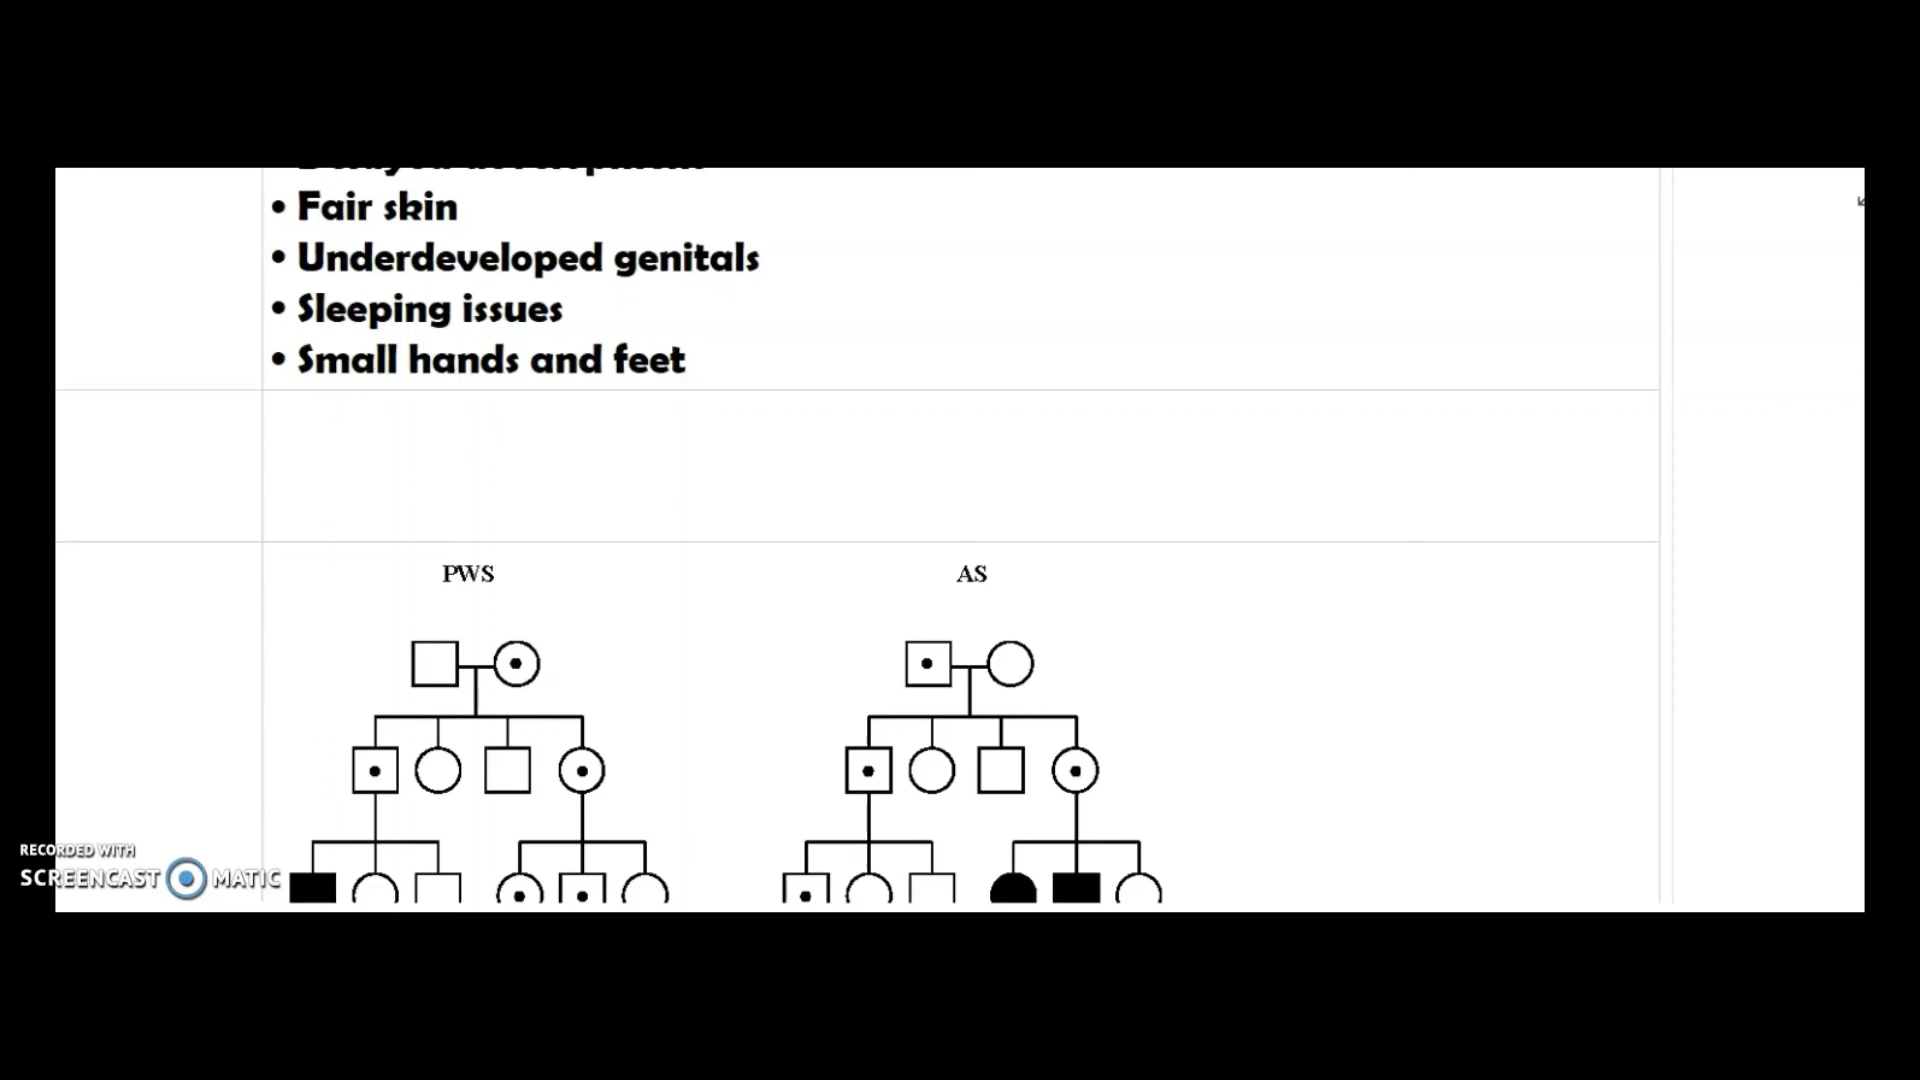 • Fair skin
• Underdeveloped genitals
• Sleeping issues
• Small hands and feet
PWS AS
RECORDED WITH
SCREENCAST MATIC